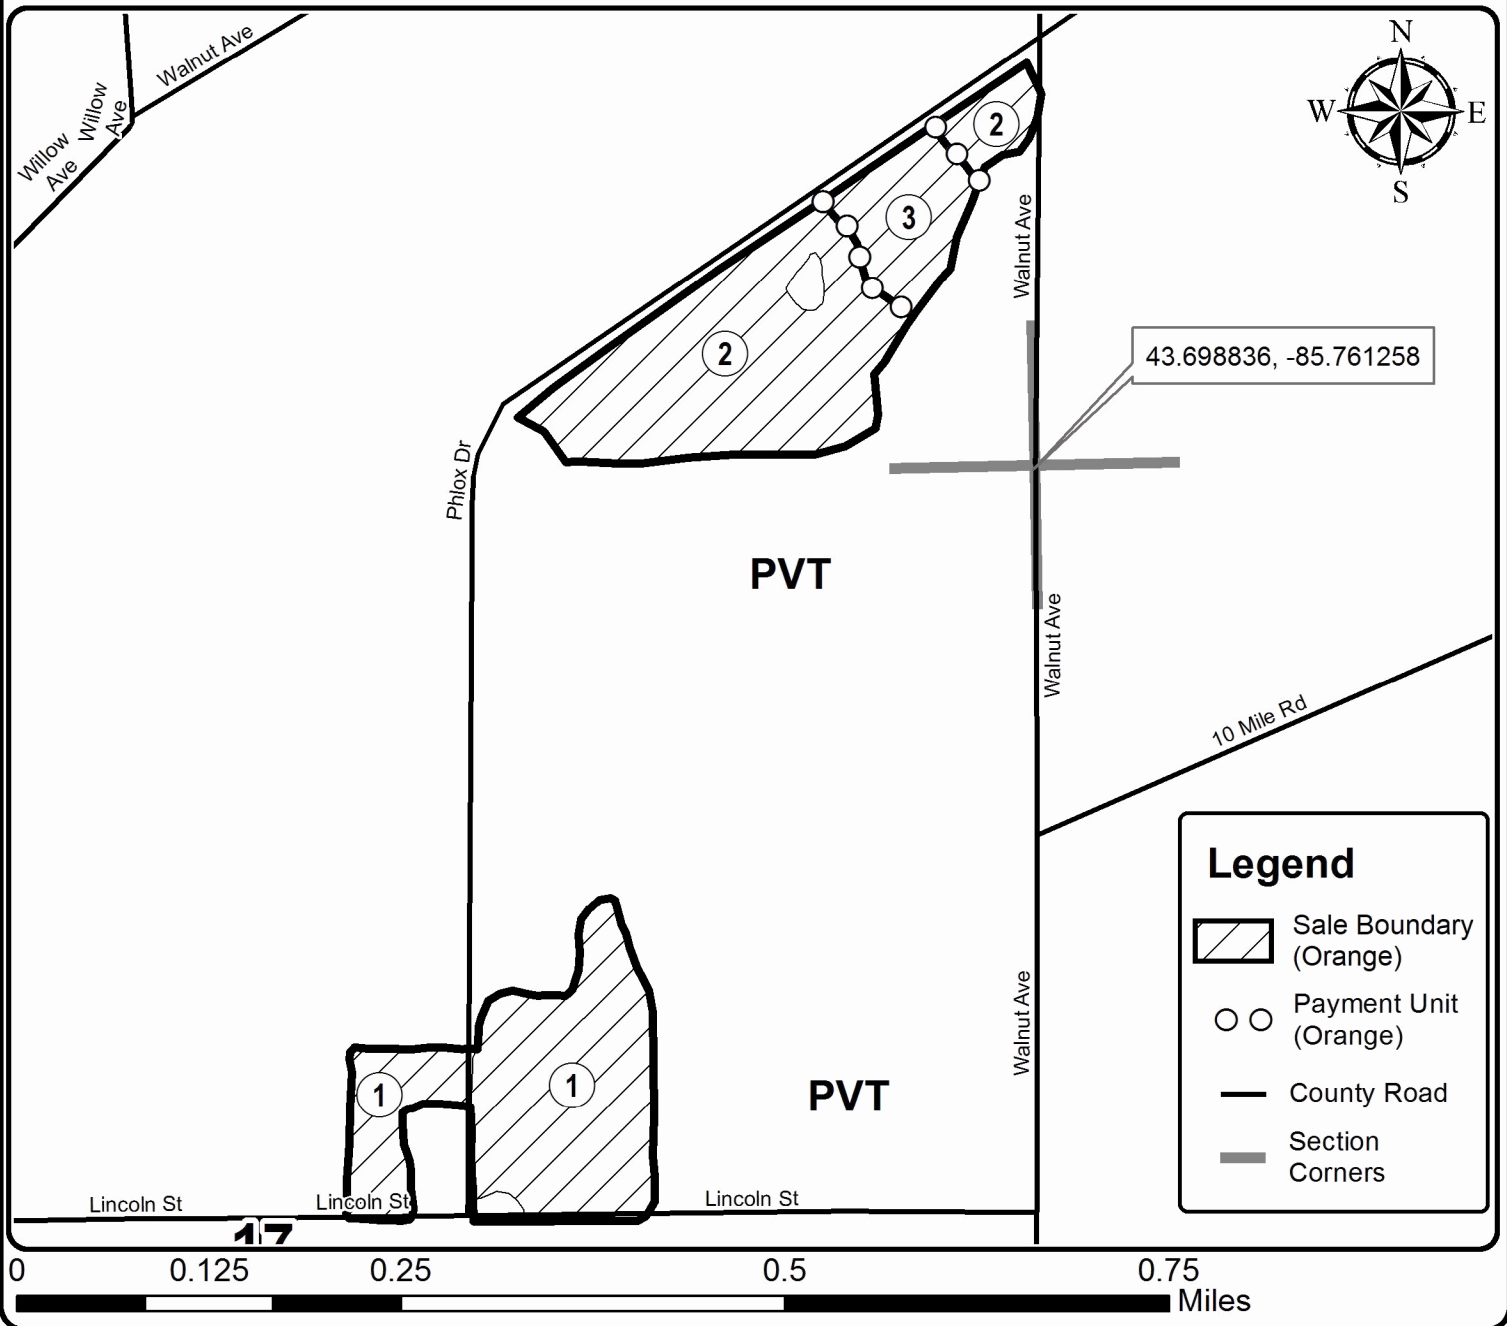 Walnut Ave
Willow
Ave
Willow
Ave
N
W
E
S
2
3
2
Walnut Ave
43.698836, -85.761258
Phlox Dr
PVT
Walnut Ave
10 Mile Rd
Walnut Ave
1
1
PVT
Lincoln St
Lincoln St
Lincoln St
17
Legend
Sale Boundary
(Orange)
Payment Unit
(Orange)
County Road
Section
Corners
0 0.125 0.25 0.5 0.75
Miles